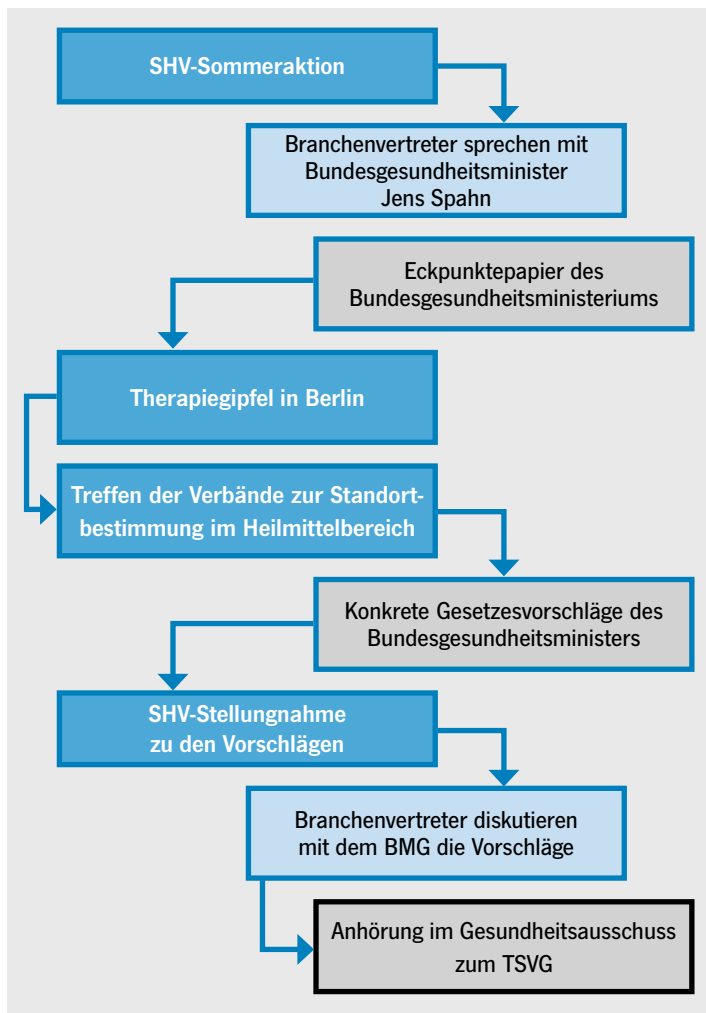 SHV-Sommeraktion
Branchenvertreter sprechen mit
Bundesgesundheitsminister
Jens Spahn
Eckpunktepapier des
Bundesgesundheitsministeriums
Therapiegipfel in Berlin
Treffen der Verbände zur Standort-
bestimmung im Heilmittelbereich
Konkrete Gesetzesvorschläge des
Bundesgesundheitsministers
SHV-Stellungnahme
zu den Vorschlägen
Branchenvertreter diskutieren
mit dem BMG die Vorschläge
Anhörung im Gesundheitsausschuss
zum TSVG